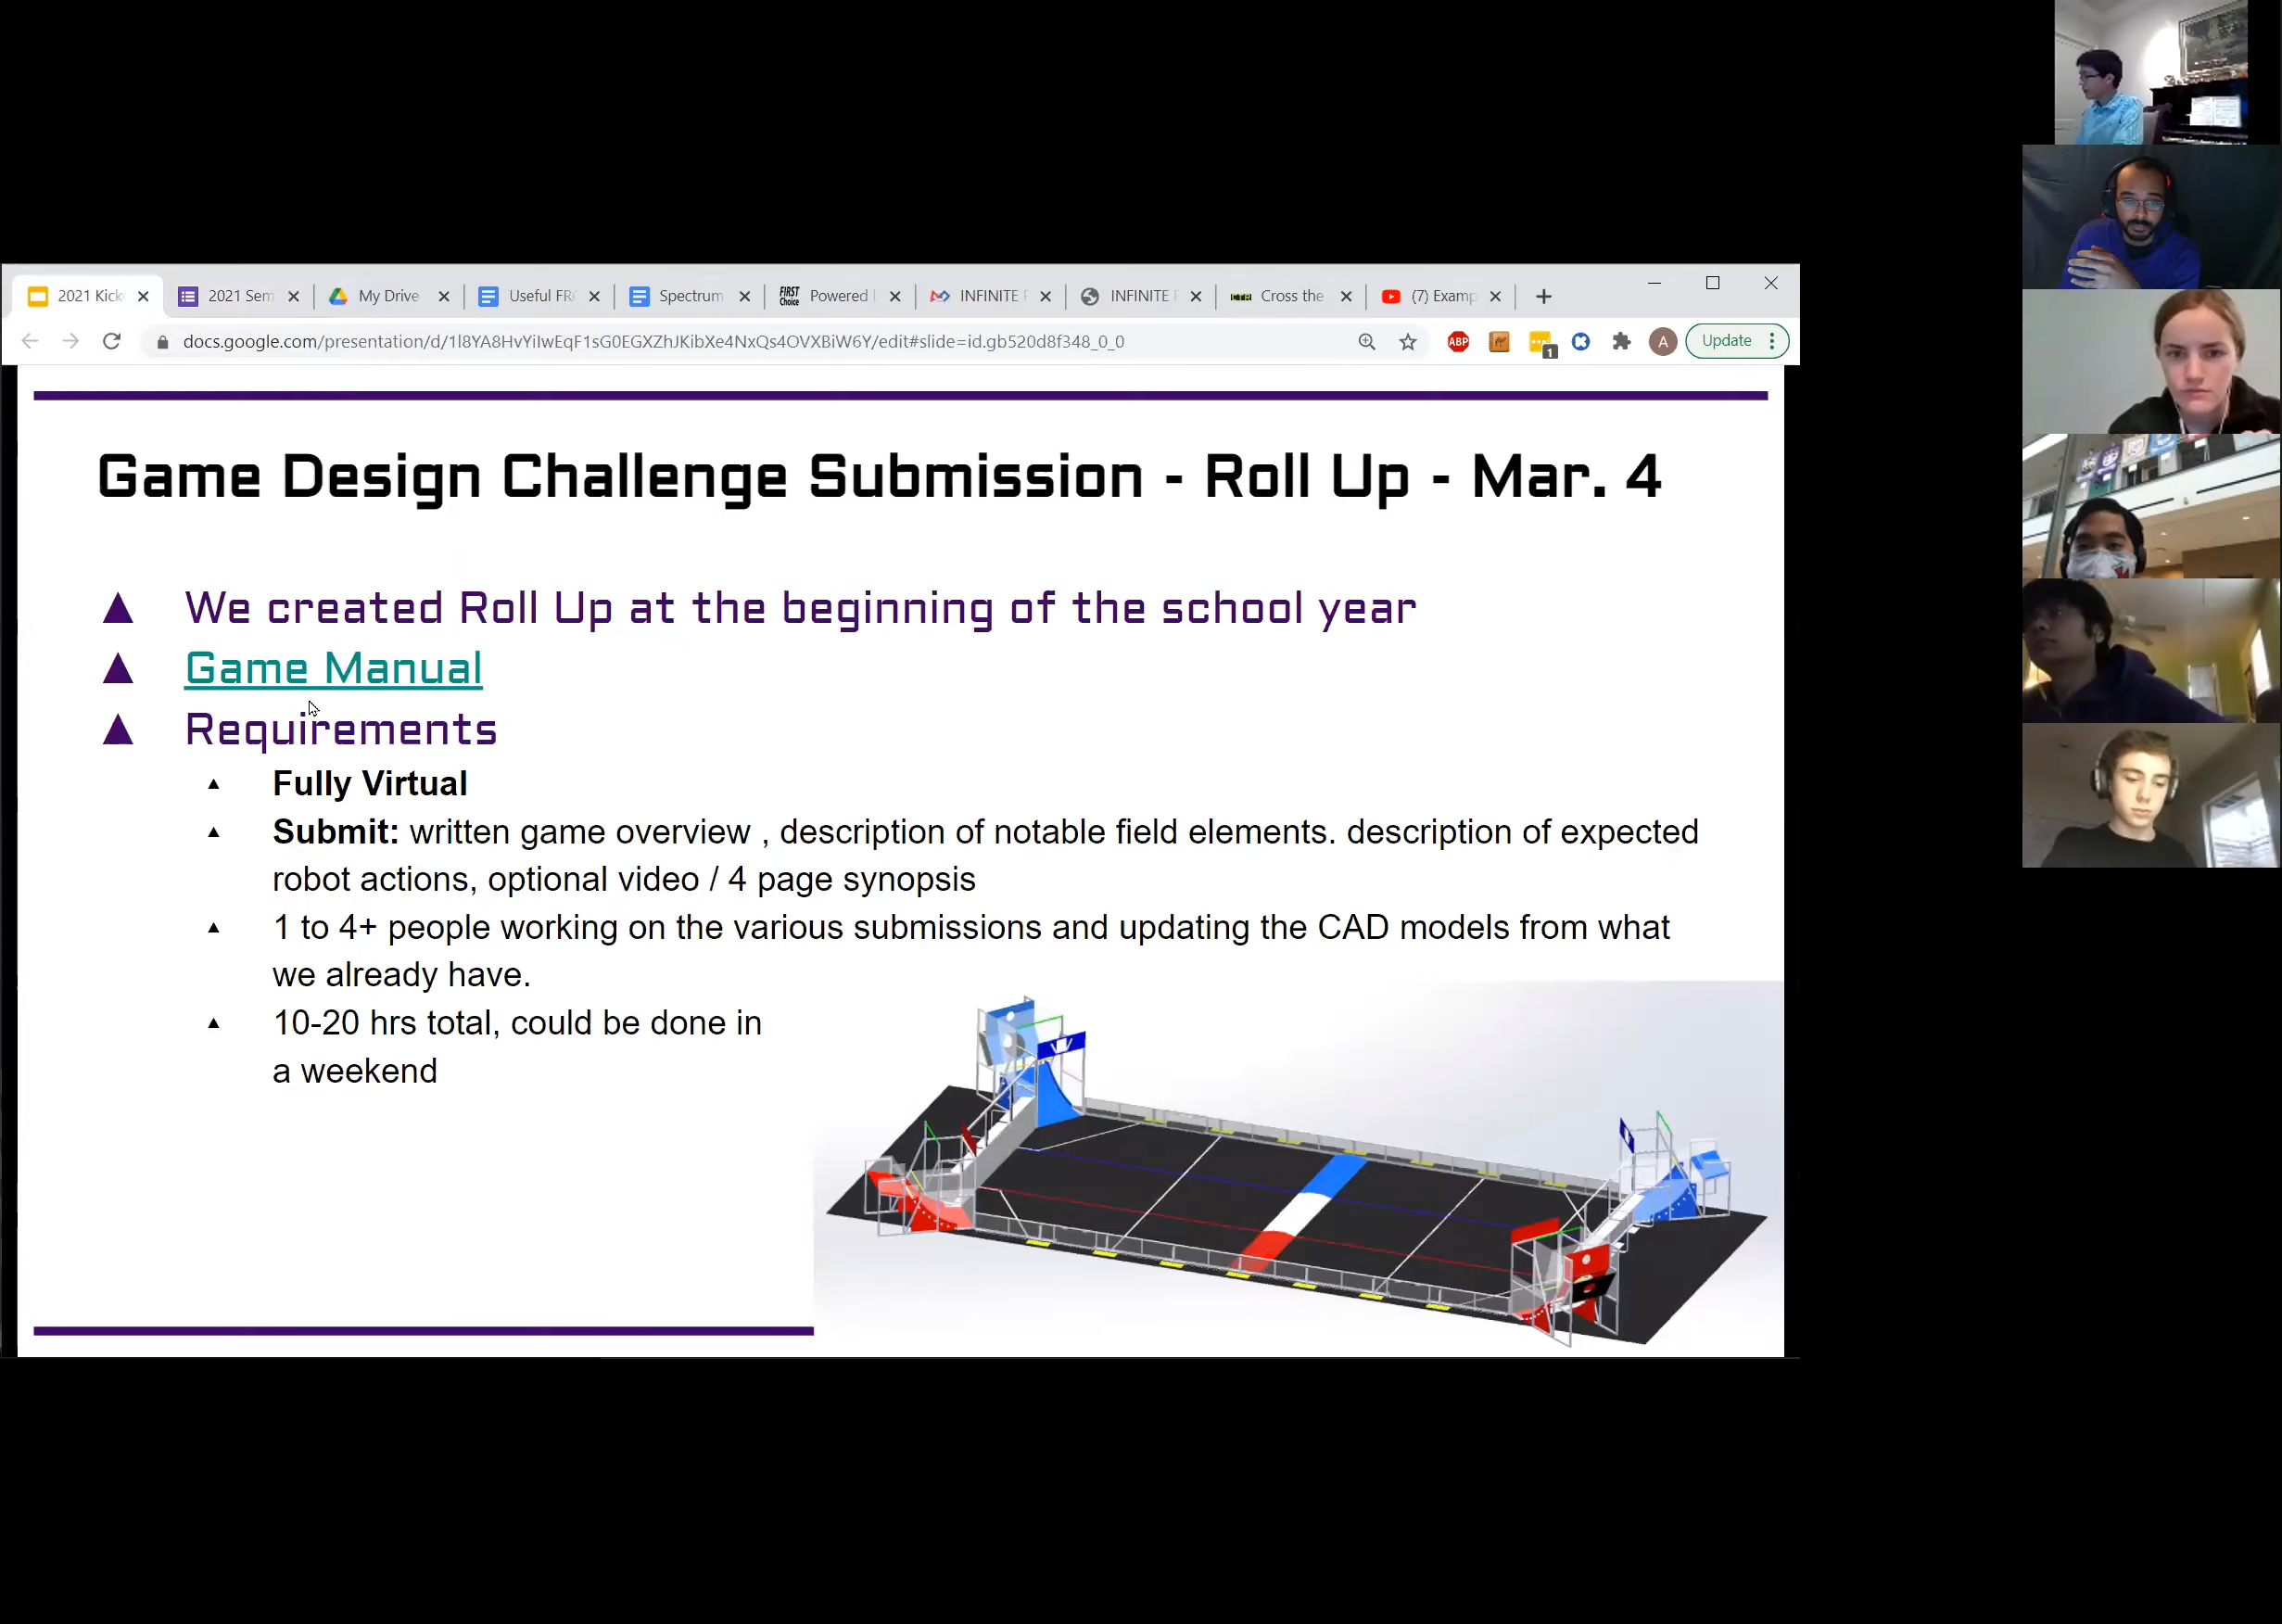 2021 Kick
2021 Sem
My Drive
Useful FR
Spectrum
FIRST Choice
Powered
INFINITE
INFINITE
Cross the
(7) Examp
docs.google.com/presentation/d/1l8YA8HvYiIwEqF1sG0EGXZhJKibXe4NxQs4OVXBiW6Y/edit#slide=id.gb520d8f348_0_0
ABP
1
A
Update
Game Design Challenge Submission - Roll Up - Mar. 4
We created Roll Up at the beginning of the school year
Game Manual
Requirements
Fully Virtual
Submit: written game overview , description of notable field elements. description of expected
robot actions, optional video / 4 page synopsis
1 to 4+ people working on the various submissions and updating the CAD models from what
we already have.
10-20 hrs total, could be done in
a weekend